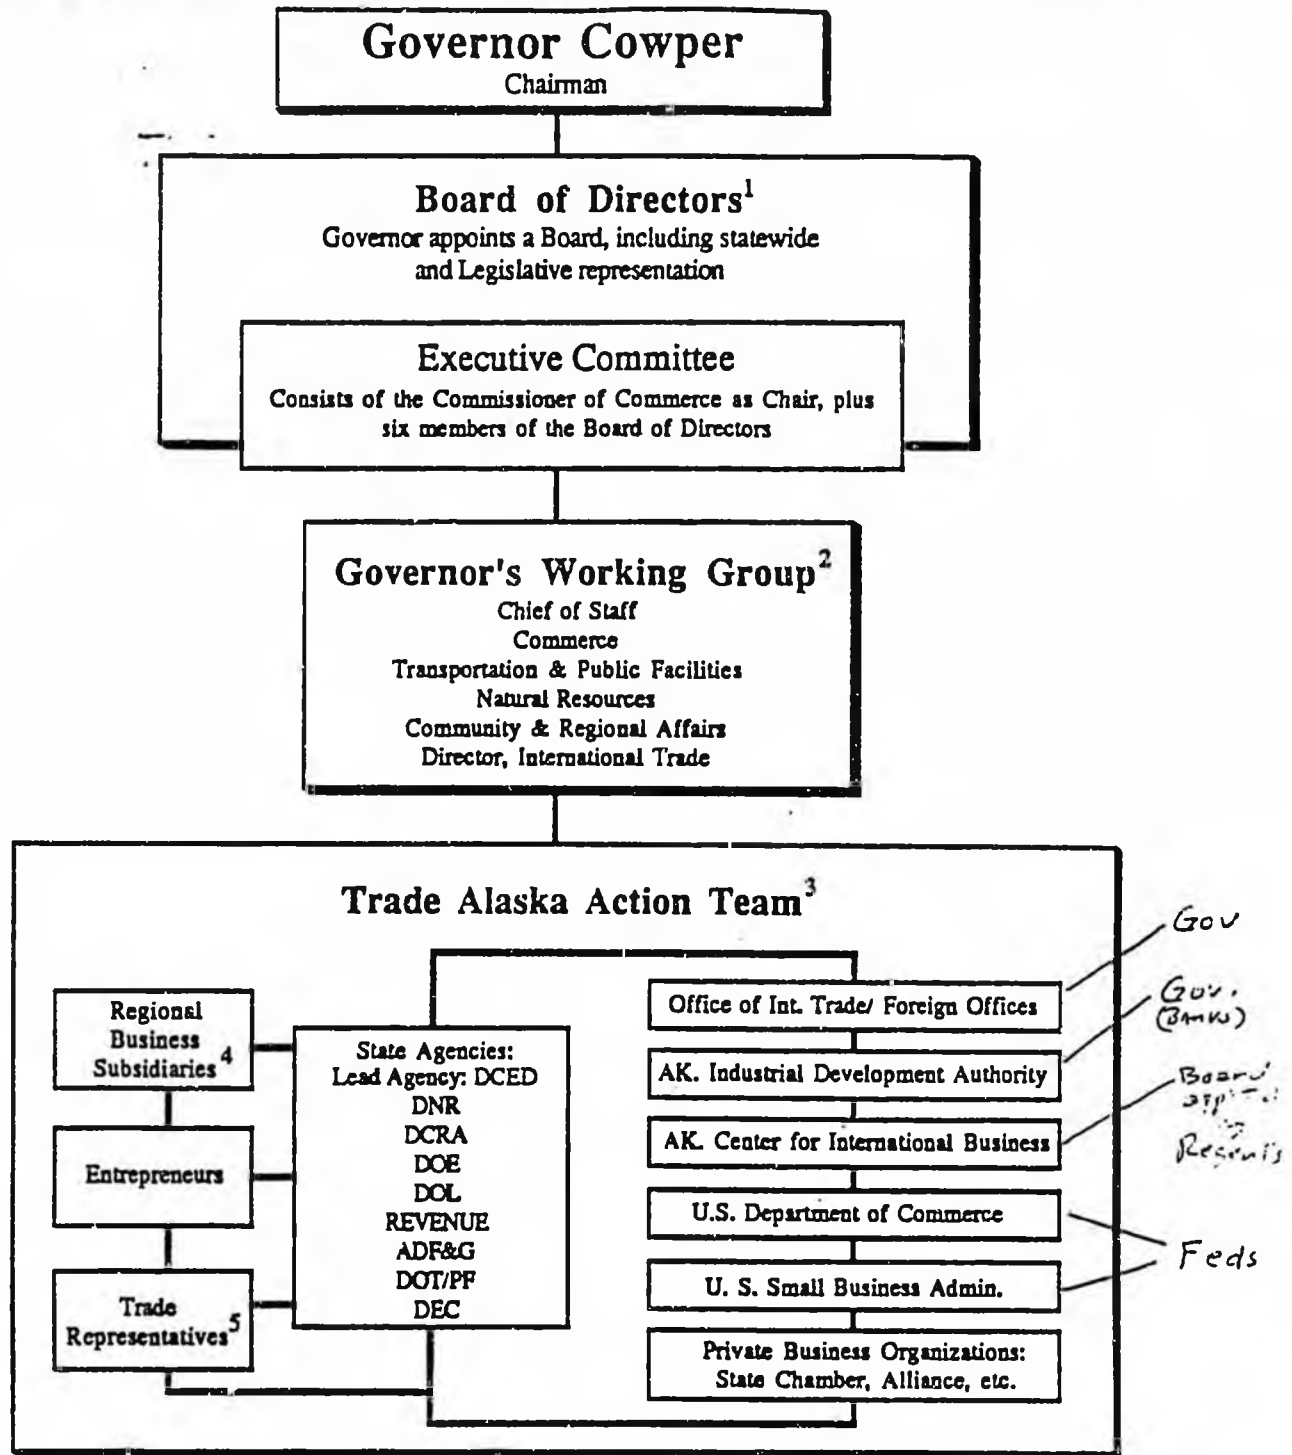 Governor Cowper
Chairman
Board of Directors¹
Governor appoints a Board, including statewide
and Legislative representation
Executive Committee
Consists of the Commissioner of Commerce as Chair, plus
six members of the Board of Directors
Governor's Working Group²
Chief of Staff
Commerce
Transportation & Public Facilities
Natural Resources
Community & Regional Affairs
Director, International Trade
Trade Alaska Action Team³
Regional
Business
Subsidiaries⁴
Entrepreneurs
Trade
Representatives⁵
State Agencies:
Lead Agency: DCED
DNR
DCRA
DOE
DOL
REVENUE
ADF&G
DOT/PF
DEC
Office of Int. Trade/ Foreign Offices
AK. Industrial Development Authority
AK. Center for International Business
U.S. Department of Commerce
U. S. Small Business Admin.
Private Business Organizations:
State Chamber, Alliance, etc.
Gov
Gov.
(Banks)
Board
Regents
Feds